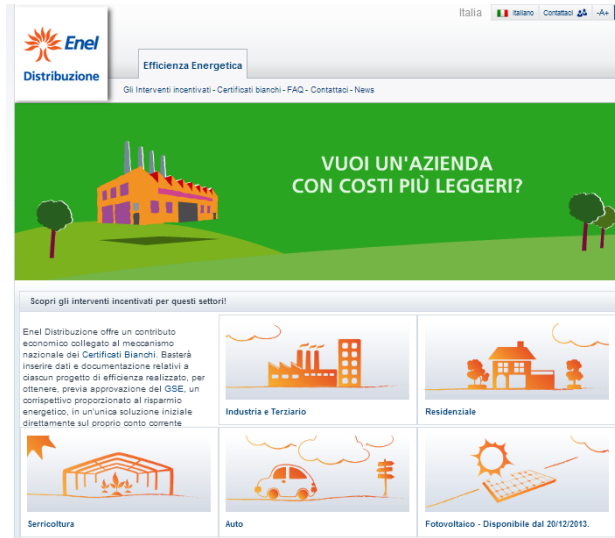 Italia Italiano Contattaci -A+
Enel
Distribuzione
Efficienza Energetica
Gli Interventi incentivati - Certificati bianchi - FAQ - Contattaci - News
VUOI UN'AZIENDA
CON COSTI PIÙ LEGGERI?
Scopri gli interventi incentivati per questi settori!
Enel Distribuzione offre un contributo
economico collegato al meccanismo
nazionale dei Certificati Bianchi. Basterà
inserire dati e documentazione relativi a
ciascun progetto di efficienza realizzato, per
ottenere, previa approvazione del GSE, un
corrispettivo proporzionato al risparmio
energetico, in un'unica soluzione iniziale
direttamente sul proprio conto corrente
Industria e Terziario
Residenziale
Serricoltura
Auto
Fotovoltaico - Disponibile dal 20/12/2013.